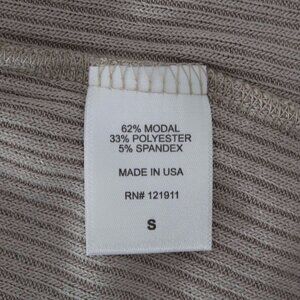 62% MODAL
33% POLYESTER
5% SPANDEX
MADE IN USA
RN# 121911
S